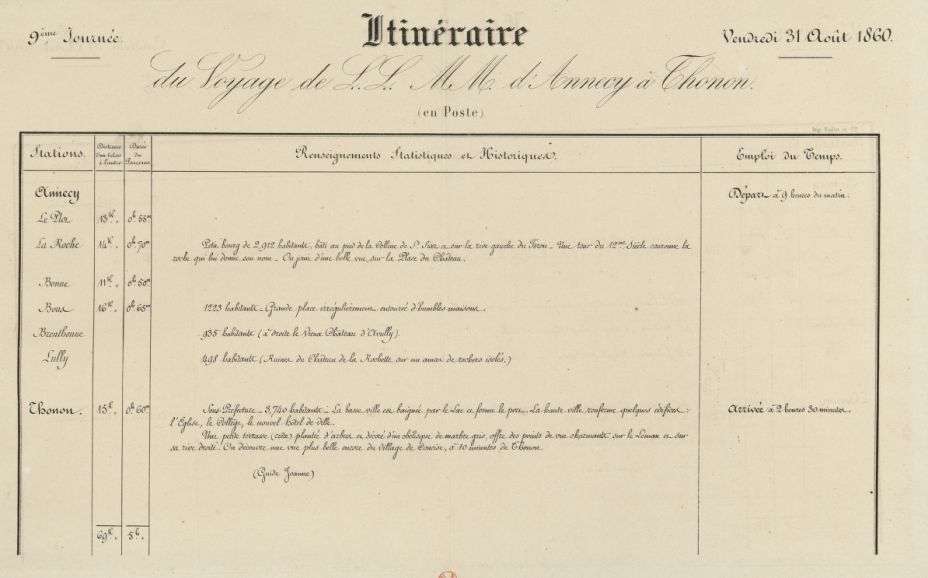 9ème Journée.
Itinéraire
Vendredi 31 Août 1860.
du Voyage de L.L. M.M. d'Annecy à Thonon.
(en Poste).
Stations.
Distance d'un Relais à l'autre
Durée du Parcours
Renseignements Statistiques et Historiques.
Emploi du Temps.
Annecy
Départ à 9 heures du matin.
Le Plot 13k. 0h 55m
La Roche 14k. 0h 70m Petit bourg de 2,912 habitants, bâti au pied de la Colline de St. Sixt et sur la rive gauche du Foron - Une tour du 12me Siècle couronne la
roche qui lui donne son nom - On jouit d'une belle vue, sur la Place du Château.
Bonne 11k. 0h 50m
Bons 16k. 0h 65m 1223 habitants - Grande place irrégulièrement entourée d'humbles maisons.
Brenthonne 935 habitants (à droite le Vieux Château d'Avully).
Lully 498 habitants (Ruines du Château de la Rochette, sur un amas de rochers isolés.)
Thonon. 15k. 0h 60m Sous-Préfecture - 3,740 habitants - La basse ville est baignée par le Lac et forme le port. La haute ville renferme quelques édifices :
Arrivée à 2 heures 30 minutes.
l'Eglise, le Collège, le nouvel hôtel de ville.
Une petite terrasse (crête) plantée d'arbres et décorée d'un obélisque de marbre gris, offre des points de vue charmants sur le Léman et sur
sa rive droite. On découvre une vue plus belle encore du village de Concise, à 10 minutes de Thonon.
(Guide Joanne)
69k. 5h.